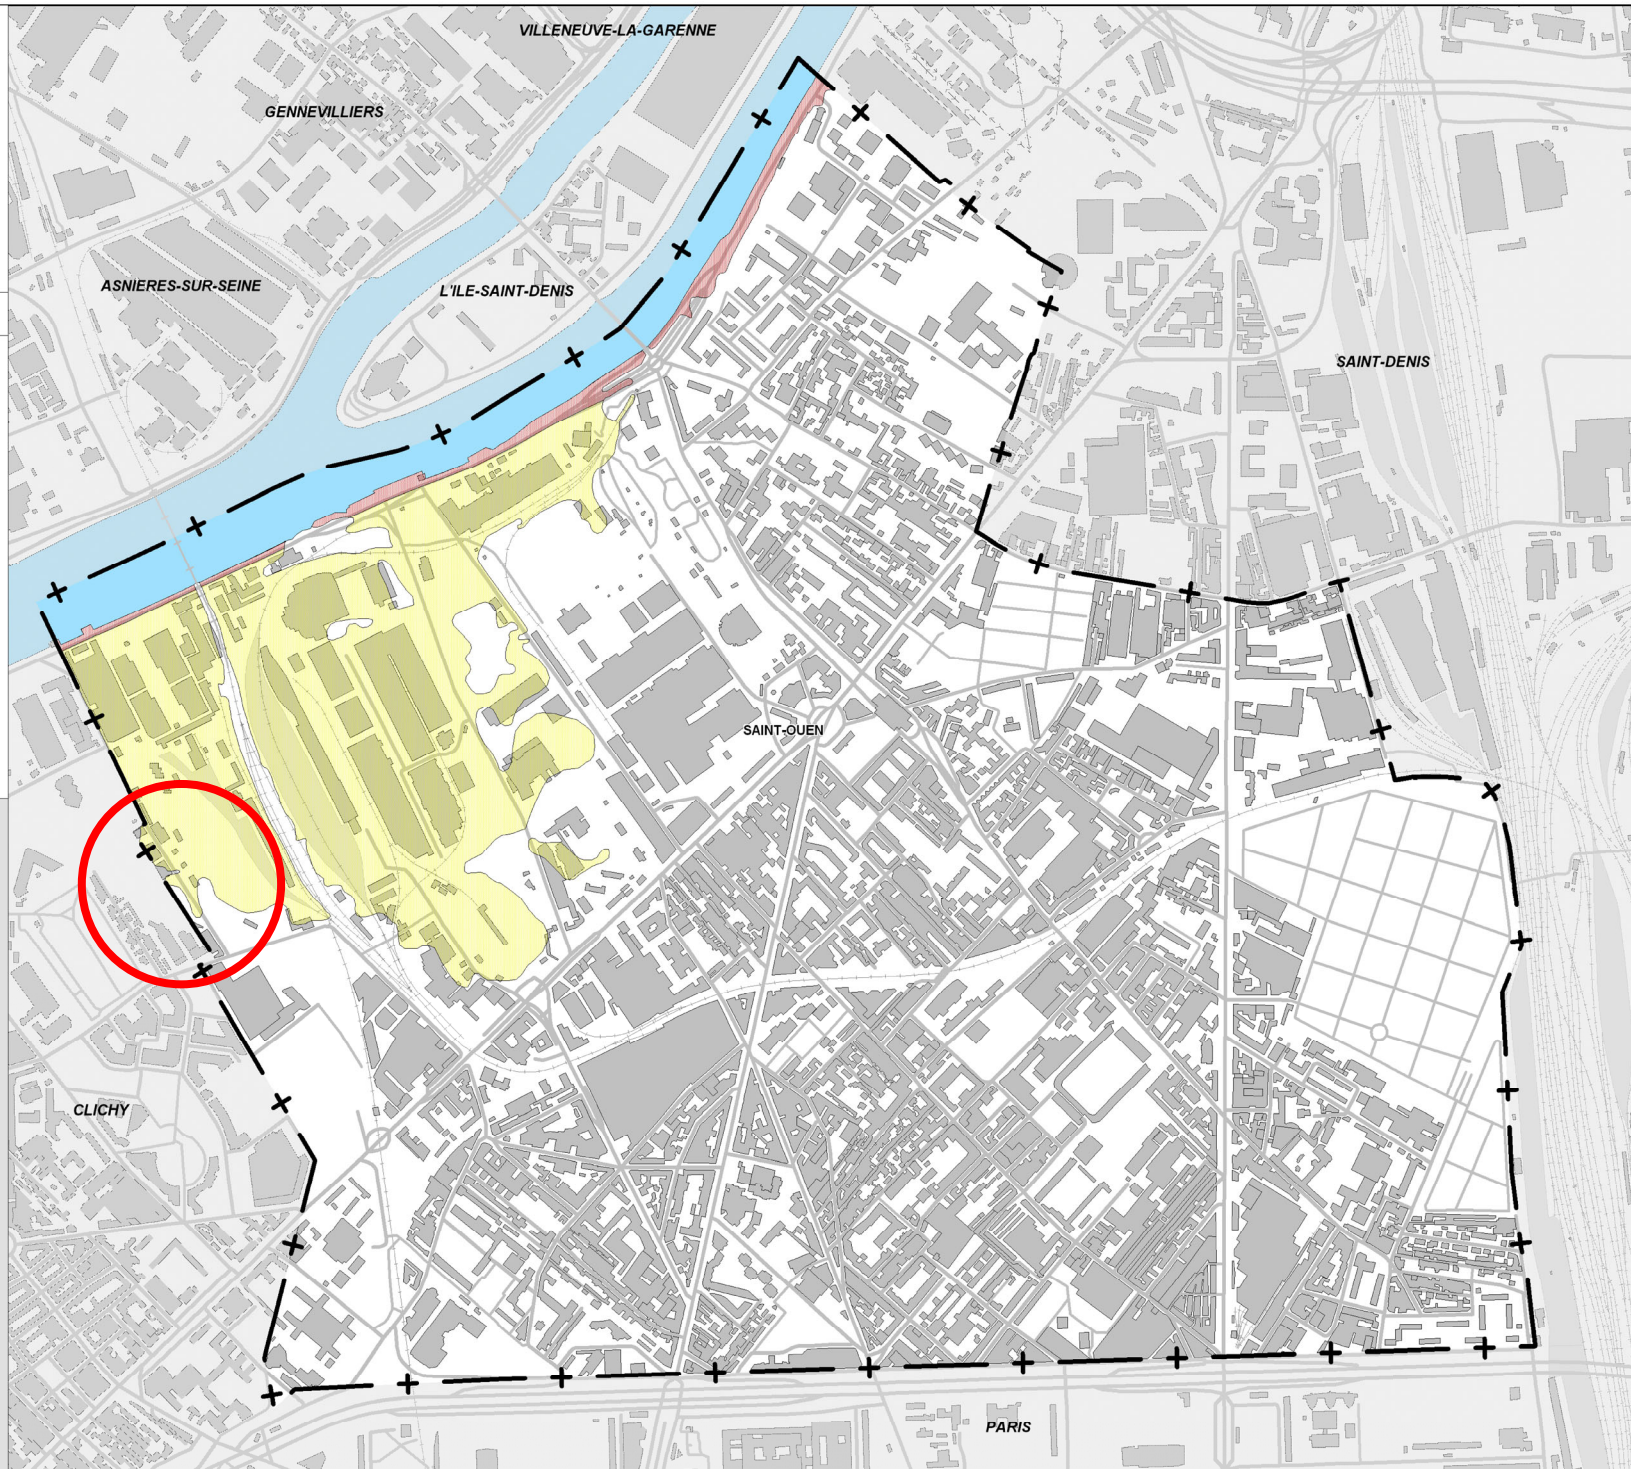 VILLENEUVE-LA-GARENNE
GENNEVILLIERS
ASNIERES-SUR-SEINE
L'ILE-SAINT-DENIS
SAINT-DENIS
SAINT-OUEN
CLICHY
PARIS